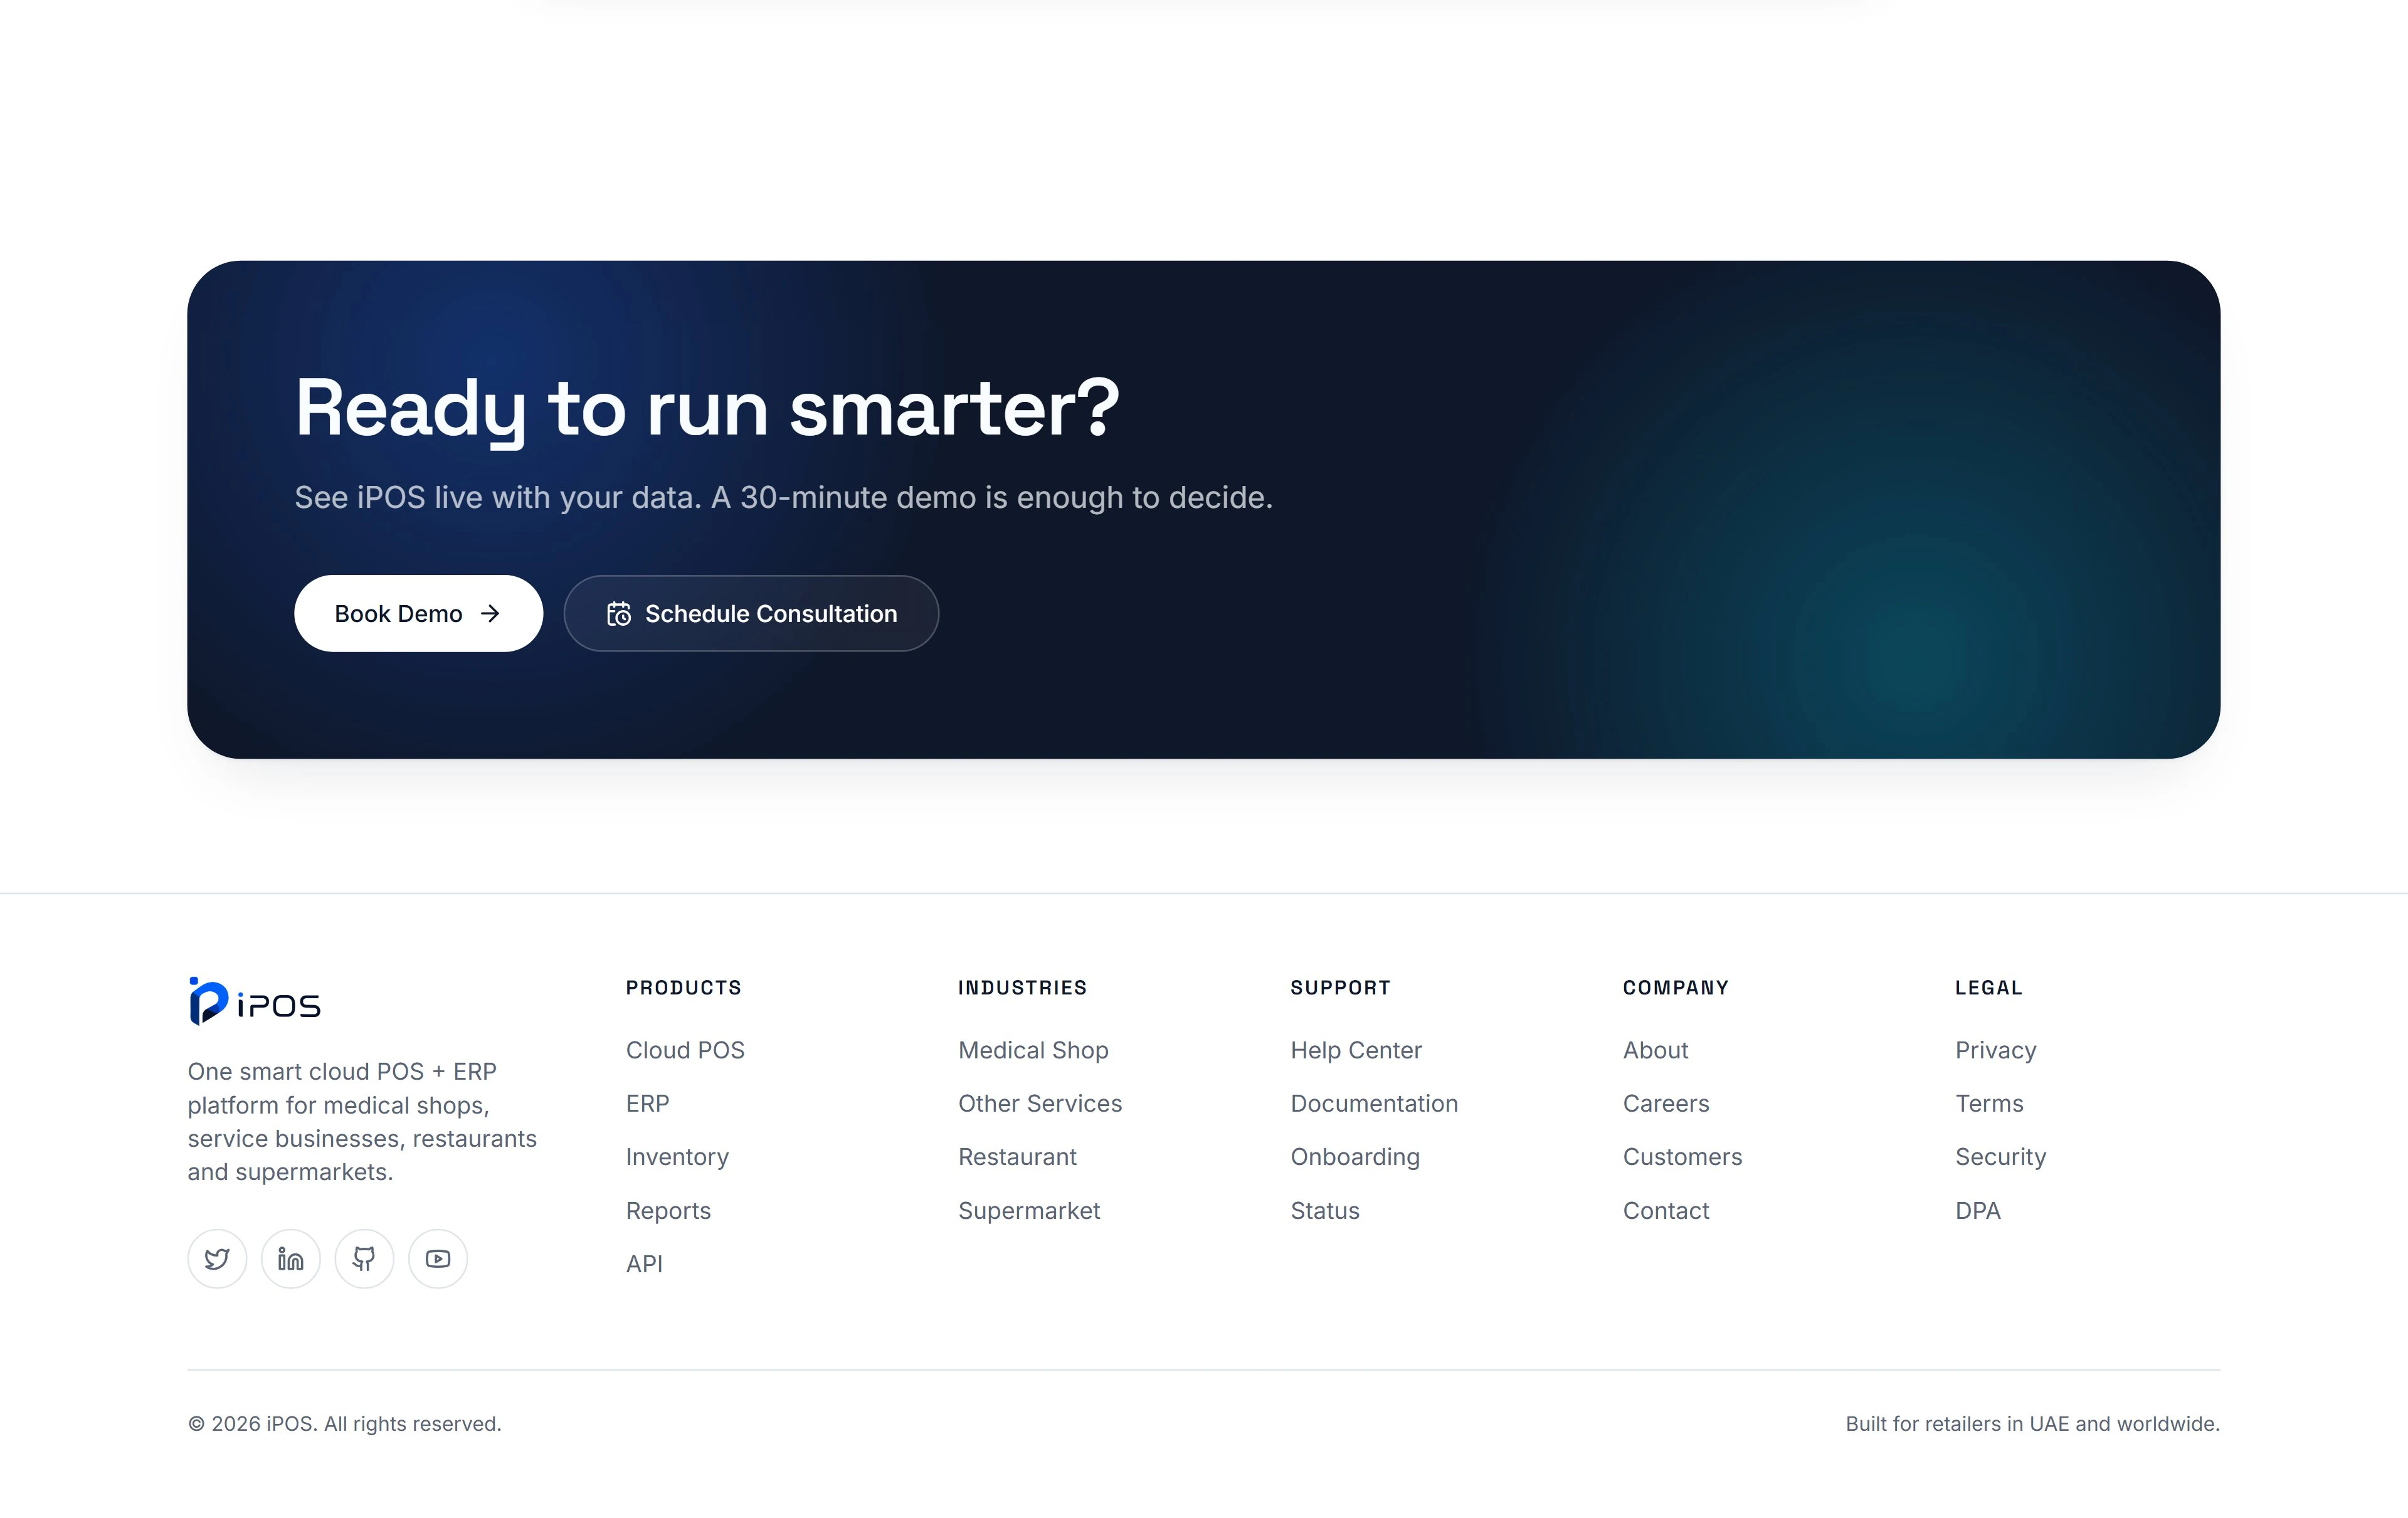 Ready to run smarter?
See iPOS live with your data. A 30-minute demo is enough to decide.
Book Demo
Schedule Consultation
iPOS
One smart cloud POS + ERP
platform for medical shops,
service businesses, restaurants
and supermarkets.
PRODUCTS
Cloud POS
ERP
Inventory
Reports
API
INDUSTRIES
Medical Shop
Other Services
Restaurant
Supermarket
SUPPORT
Help Center
Documentation
Onboarding
Status
COMPANY
About
Careers
Customers
Contact
LEGAL
Privacy
Terms
Security
DPA
© 2026 iPOS. All rights reserved.
Built for retailers in UAE and worldwide.